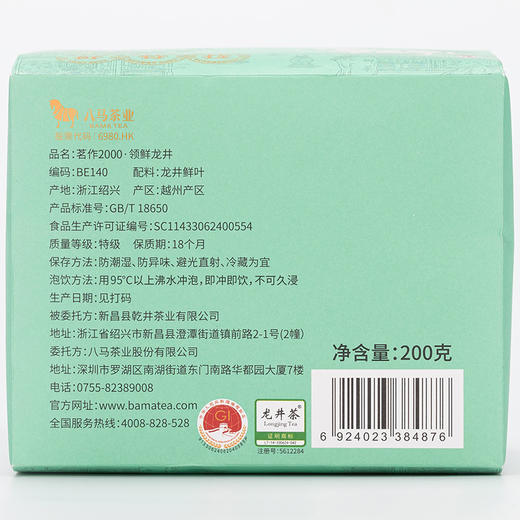 八马茶业
BAMATEA
股票代码:6980.HK
品名：茗作2000·领鲜龙井
编码：BE140 配料：龙井鲜叶
产地：浙江绍兴 产区：越州产区
产品标准号：GB/T 18650
食品生产许可证编号：SC11433062400554
质量等级：特级 保质期：18个月
保存方法：防潮湿、防异味、避光直射、冷藏为宜
泡饮方法：用95℃以上沸水冲泡，即冲即饮，不可久浸
生产日期：见打码
被委托方：新昌县乾井茶业有限公司
地址：浙江省绍兴市新昌县澄潭街道镇前路2-1号(2幢)
委托方：八马茶业股份有限公司
地址：深圳市罗湖区南湖街道东门南路华都园大厦7楼
电话：0755-82389008
官方网址：www.bamatea.com
全国服务热线：4008-828-528
净含量：200克
GI
龙井茶®
Longjing Tea
证明商标
注册号：5612284
6 924023 384876